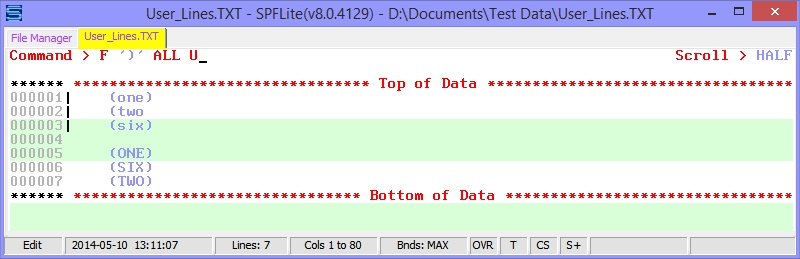 User_Lines.TXT - SPFLite(v8.0.4129) - D:\Documents\Test Data\User_Lines.TXT
File Manager User_Lines.TXT
Command > F ')' ALL U_ Scroll > HALF
****** ********************************* Top of Data *********************************
000001| (one)
000002| (two
000003| (six)
000004
000005 (ONE)
000006 (SIX)
000007 (TWO)
****** ******************************** Bottom of Data ********************************
Edit 2014-05-10 13:11:07 Lines: 7 Cols 1 to 80 Bnds: MAX OVR T CS S+